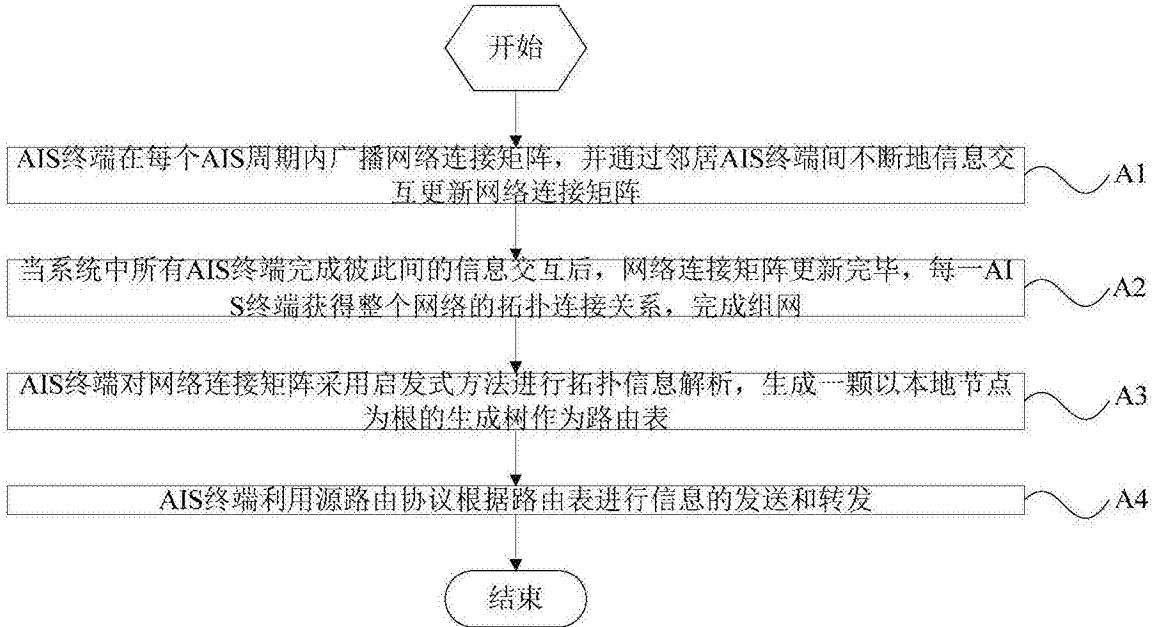 开始
AIS终端在每个AIS周期内广播网络连接矩阵，并通过邻居AIS终端间不断地信息交
互更新网络连接矩阵
A1
当系统中所有AIS终端完成彼此间的信息交互后，网络连接矩阵更新完毕，每一AI
S终端获得整个网络的拓扑连接关系，完成组网
A2
AIS终端对网络连接矩阵采用启发式方法进行拓扑信息解析，生成一颗以本地节点
为根的生成树作为路由表
A3
AIS终端利用源路由协议根据路由表进行信息的发送和转发
A4
结束